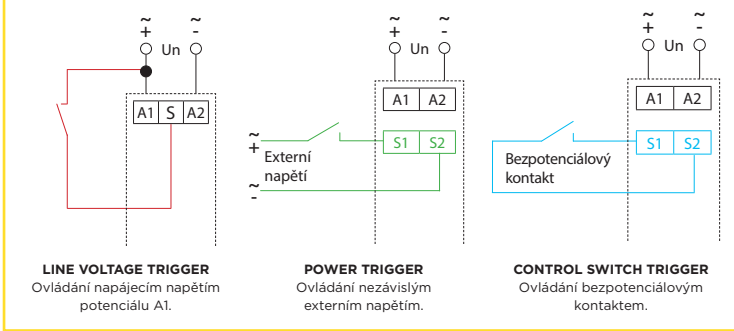 ~ ~
+ Un -
A1 S A2
LINE VOLTAGE TRIGGER
Ovládání napájecím napětím
potenciálu A1.
~ ~
+ Un -
A1 A2
S1 S2
~
+
Externí
napětí
~
-
POWER TRIGGER
Ovládání nezávislým
externím napětím.
~ ~
+ Un -
A1 A2
S1 S2
Bezpotenciálový
kontakt
CONTROL SWITCH TRIGGER
Ovládání bezpotenciálovým
kontaktem.